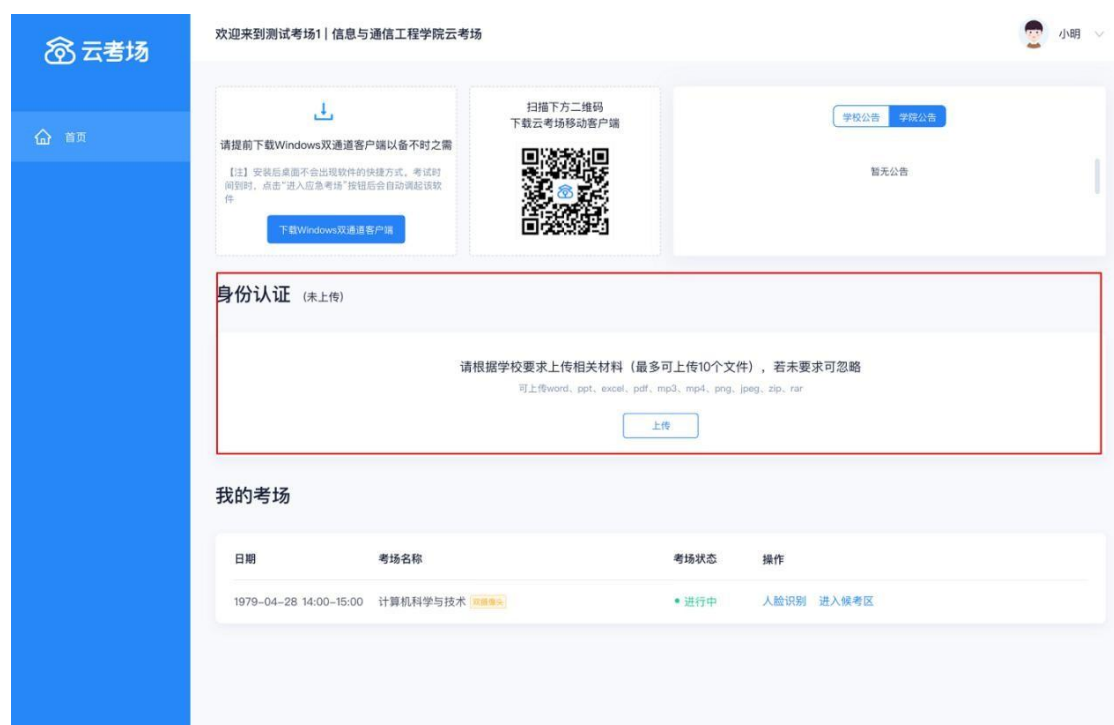 云考场
欢迎来到测试考场1| 信息与通信工程学院云考场
小明
首页
请提前下载Windows双通道客户端以备不时之需
【注】安装后桌面不会出现软件的快捷方式，考试时
间到时，点击“进入应急考场”按钮后会自动调起该软
件
下载Windows双通道客户端
扫描下方二维码
下载云考场移动客户端
学校公告 学院公告
暂无公告
身份认证 （未上传）
请根据学校要求上传相关材料（最多可上传10个文件），若未要求可忽略
可上传word、ppt、excel、pdf、mp3、mp4、png、jpeg、zip、rar
上传
我的考场
日期 考场名称 考场状态 操作
1979-04-28 14:00-15:00 计算机科学与技术 双摄像头 进行中 人脸识别 进入候考区